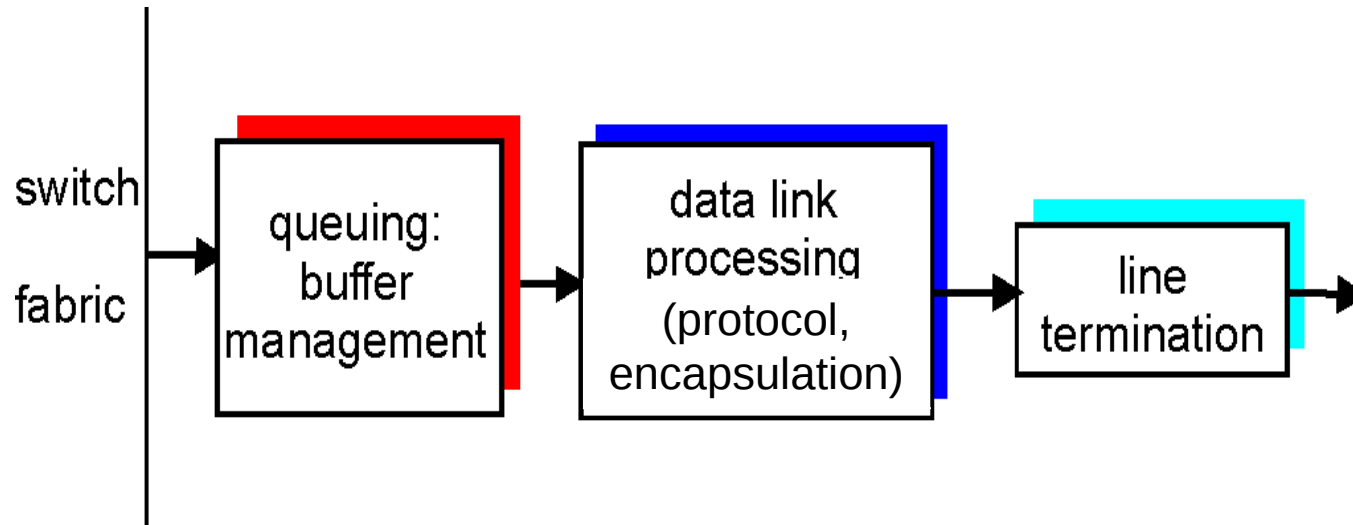 switch
fabric
queuing:
buffer
management
data link
processing
(protocol,
encapsulation)
line
termination